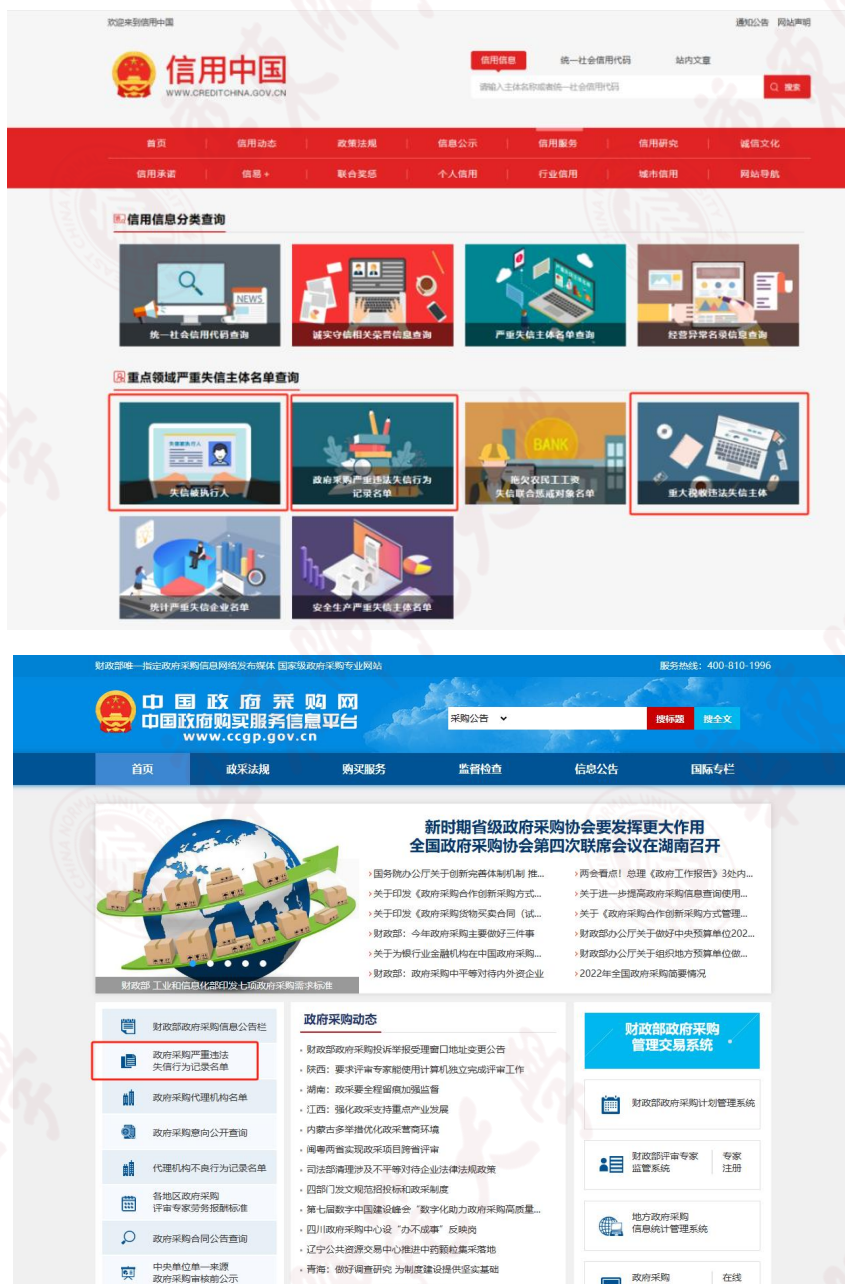 欢迎来到信用中国
通知公告 网站声明
信用中国
WWW.CREDITCHINA.GOV.CN
信用信息 统一社会信用代码 站内文章
请输入主体名称或者统一社会信用代码
搜索
首页 信用动态 政策法规 信息公示 信用服务 信用研究 诚信文化
信用承诺 信易+ 联合奖惩 个人信用 行业信用 城市信用 网站导航
信用信息分类查询
NEWS
统一社会信用代码查询
诚实守信相关荣誉信息查询
严重失信主体名单查询
经营异常名录信息查询
重点领域严重失信主体名单查询
失信被执行人
失信被执行人
政府采购严重违法失信行为
记录名单
BANK
拖欠农民工工资
失信联合惩戒对象名单
重大税收违法失信主体
统计严重失信企业名单
安全生产严重失信主体名单
财政部唯一指定政府采购信息网络发布媒体 国家级政府采购专业网站
服务热线：400-810-1996
中国政府采购网
中国政府购买服务信息平台
www.ccgp.gov.cn
采购公告
搜标题 搜全文
首页 政采法规 购买服务 监督检查 信息公告 国际专栏
新时期省级政府采购协会要发挥更大作用
全国政府采购协会第四次联席会议在湖南召开
国务院办公厅关于创新完善体制机制 推...
关于印发《政府采购合作创新采购方式...
关于印发《政府采购货物买卖合同（试...
财政部：今年政府采购主要做好三件事
关于为银行业金融机构在中国政府采购...
财政部：政府采购中平等对待内外资企业
两会看点！总理《政府工作报告》3处内...
关于进一步提高政府采购信息查询使用...
关于《政府采购合作创新采购方式管理...
财政部办公厅关于做好中央预算单位202...
财政部办公厅关于组织地方预算单位做...
2022年全国政府采购简要情况
财政部 工业和信息化部印发七项政府采购需求标准
财政部政府采购信息公告栏
政府采购严重违法
失信行为记录名单
政府采购代理机构名单
政府采购意向公开查询
代理机构不良行为记录名单
各地区政府采购
评审专家劳务报酬标准
政府采购合同公告查询
中央单位单一来源
政府采购审核前公示
政府采购动态
财政部政府采购投诉举报受理窗口地址变更公告
陕西：要求评审专家能使用计算机独立完成评审工作
湖南：政采要全程留痕加强监督
江西：强化政采支持重点产业发展
内蒙古多举措优化政采营商环境
闽粤两省实现政采项目跨省评审
司法部清理涉及不平等对待企业法律法规政策
四部门发文规范招投标和政采制度
第七届数字中国建设峰会“数字化助力政府采购高质量...
四川政府采购中心设“办不成事”反映岗
辽宁公共资源交易中心推进中药颗粒集采落地
青海：做好调查研究 为制度建设提供坚实基础
财政部政府采购
管理交易系统
财政部政府采购计划管理系统
财政部评审专家
监管系统
专家
注册
地方政府采购
信息统计管理系统
政府采购 在线